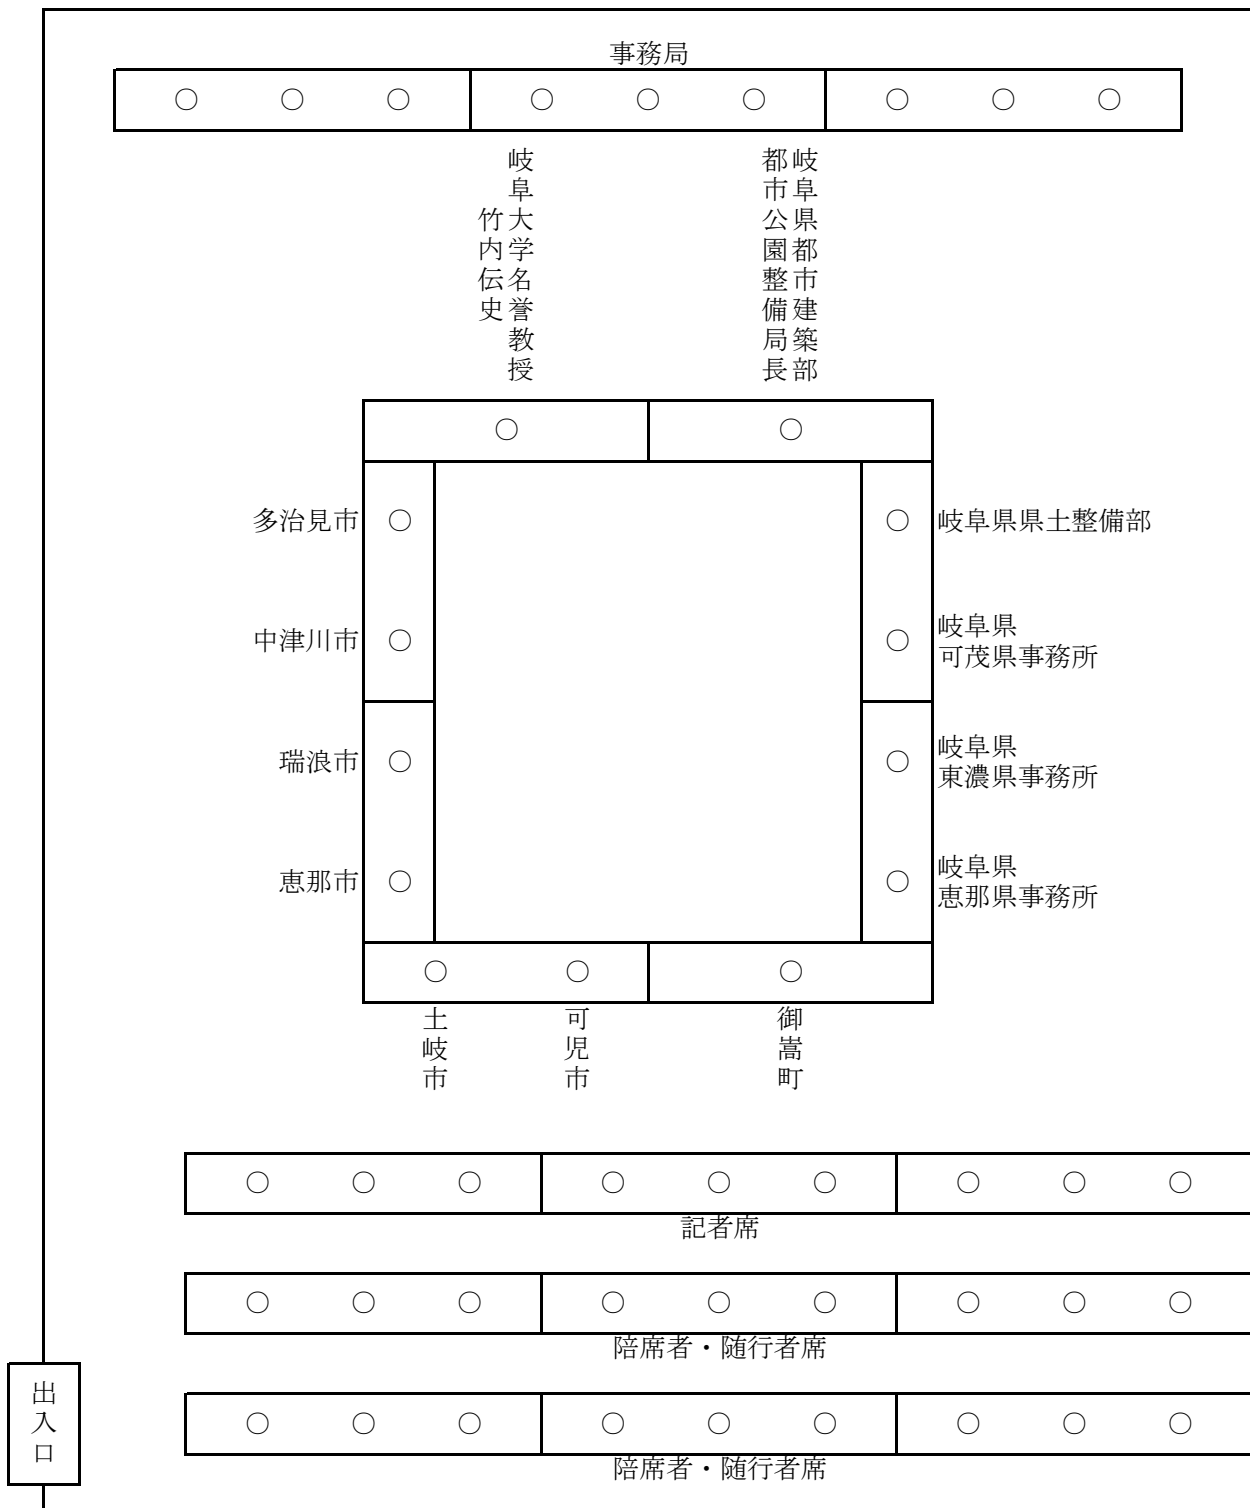 事務局
岐阜大学名誉教授
竹内伝史
岐阜県都市建築部
都市公園整備局長
多治見市
岐阜県県土整備部
中津川市
岐阜県
可茂県事務所
瑞浪市
岐阜県
東濃県事務所
恵那市
岐阜県
恵那県事務所
土岐市
可児市
御嵩町
記者席
陪席者・随行者席
出入口
陪席者・随行者席